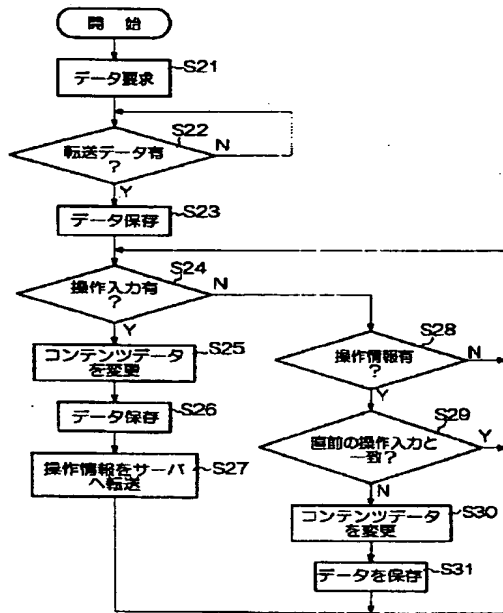 開 始
データ要求
S21
転送データ有
?
S22
N
Y
データ保存
S23
操作入力有
?
S24
N
Y
コンテンツデータ
を変更
S25
データ保存
S26
操作情報をサーバ
へ転送
S27
操作情報有
?
S28
N
Y
直前の操作入力と
一致?
S29
Y
N
コンテンツデータ
を変更
S30
データを保存
S31